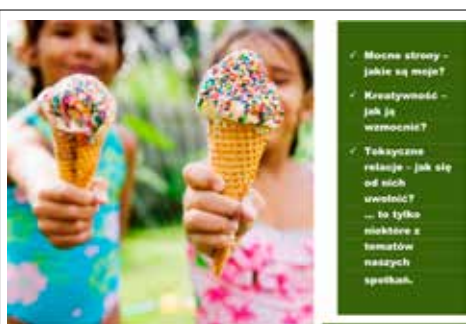 ✓ Mocne strony –
jakie są moje?
✓ Kreatywność –
jak ją
wzmocnić?
✓ Toksyczne
relacje – jak się
od nich
uwolnić?
... to tylko
niektóre z
tematów
naszych
spotkań.